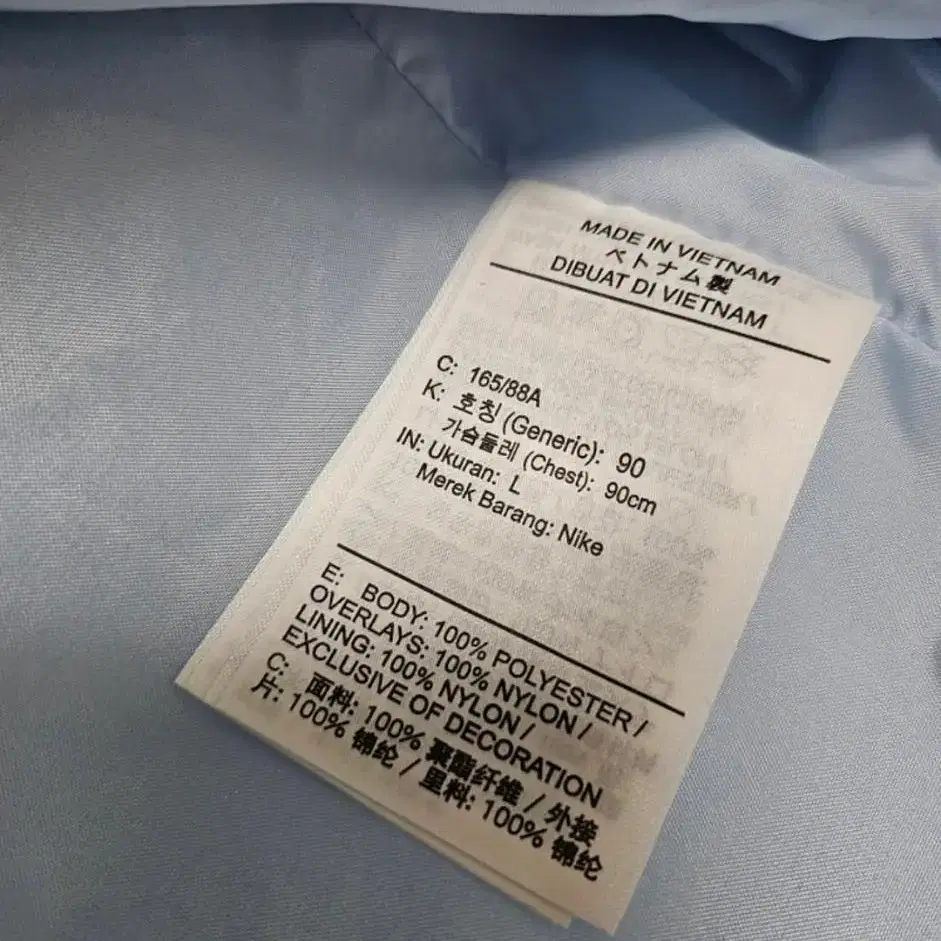 MADE IN VIETNAM
ベトナム製
DIBUAT DI VIETNAM
C: 165/88A
K: 호칭 (Generic): 90
가슴둘레 (Chest): 90cm
IN: Ukuran: L
Merek Barang: Nike
E: BODY: 100% POLYESTER /
OVERLAYS: 100% NYLON /
LINING: 100% NYLON /
EXCLUSIVE OF DECORATION
C: 面料: 100% 聚酯纤维 / 外接
片: 100% 锦纶 / 里料: 100% 锦纶